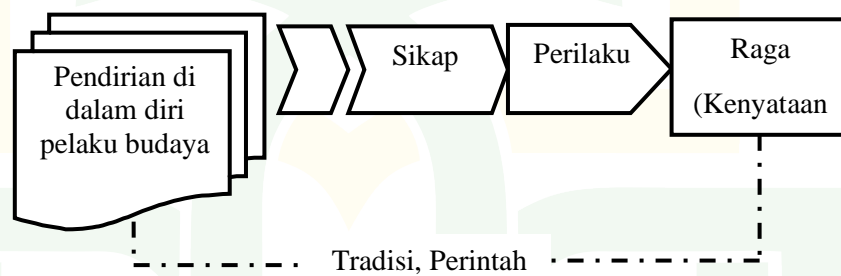 Pendirian di
dalam diri
pelaku budaya
Sikap
Perilaku
Raga
(Kenyataan
Tradisi, Perintah